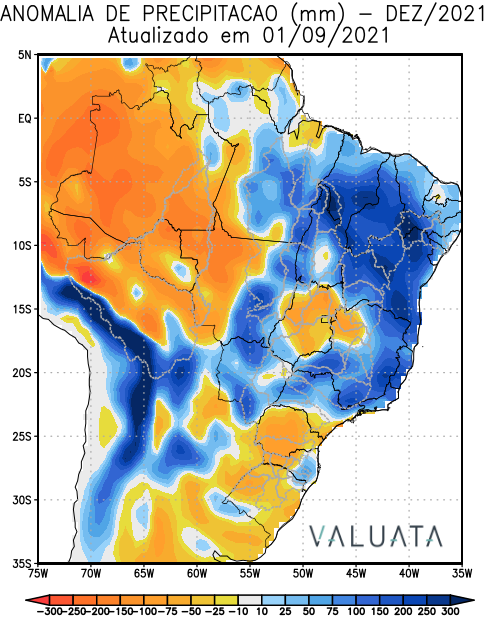 ANOMALIA DE PRECIPITACAO (mm) – DEZ/2021
Atualizado em 01/09/2021
5N
EQ
5S
10S
15S
20S
25S
30S
35S
75W 70W 65W 60W 55W 50W 45W 40W 35W
VALUATA
-300 -250 -200 -150 -100 -75 -50 -25 -10 10 25 50 75 100 150 200 250 300